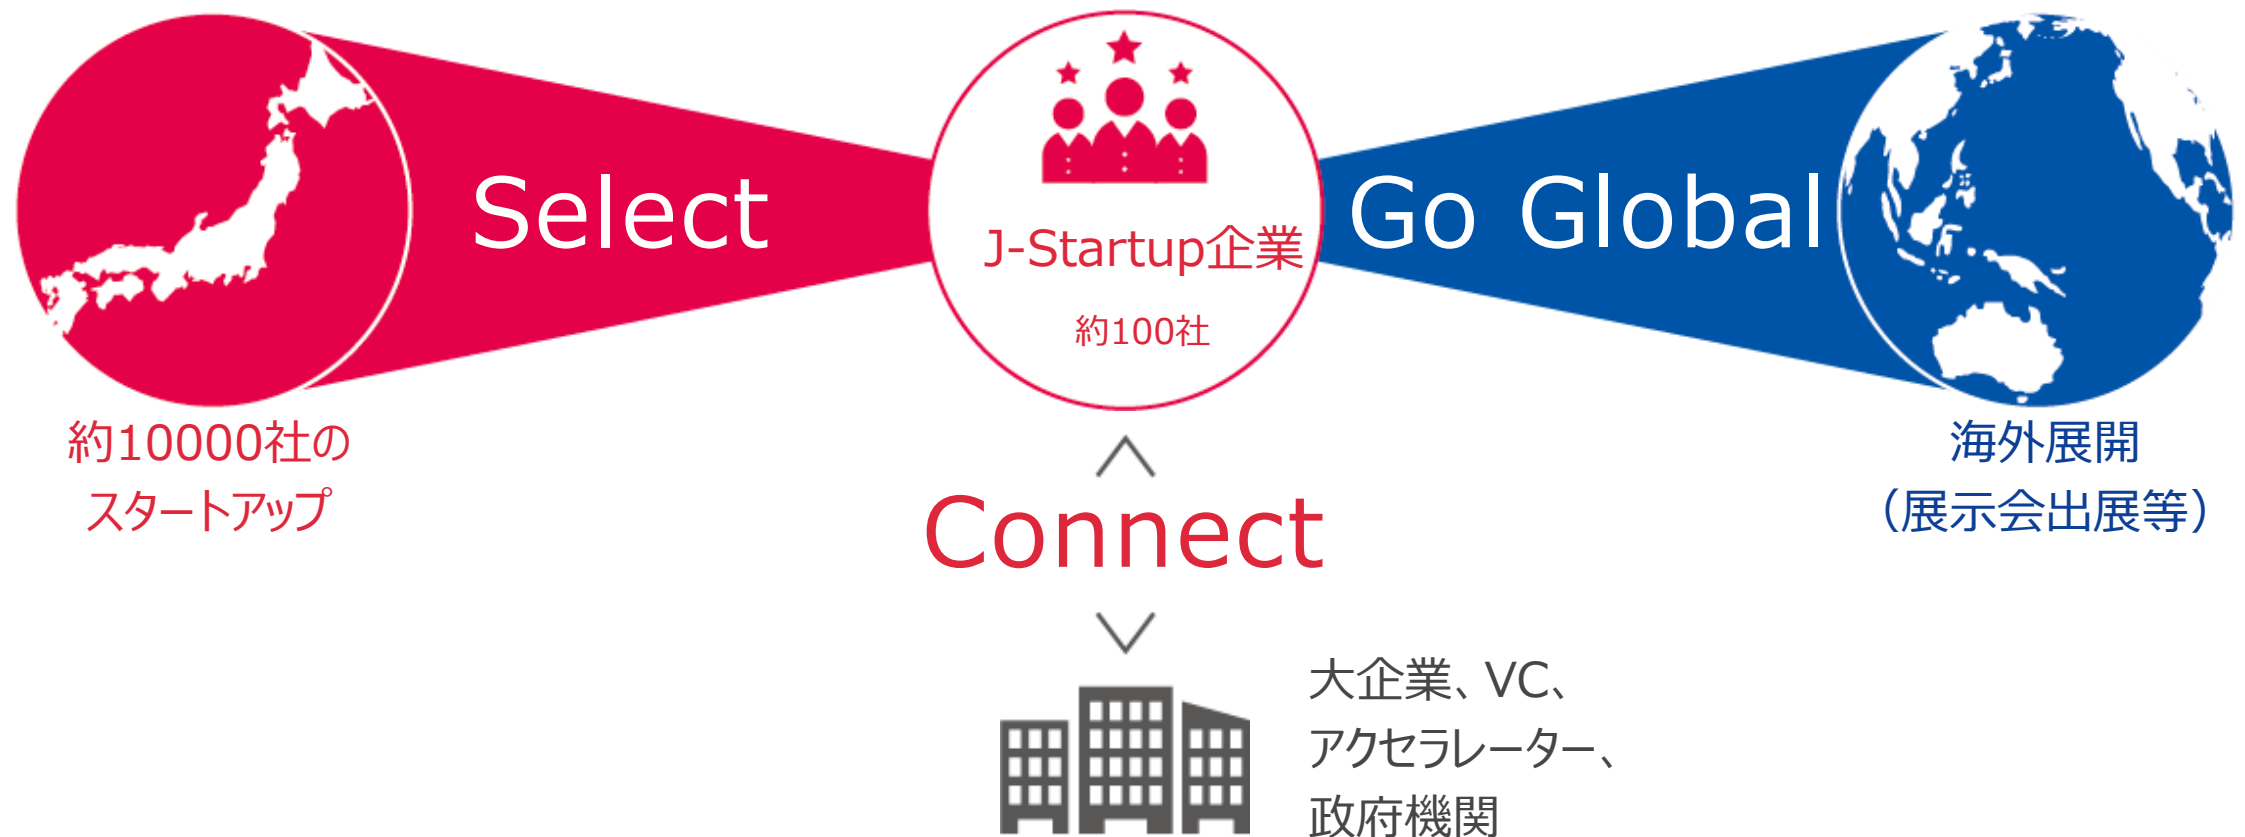 Select
J-Startup企業
約100社
Go Global
約10000社の
スタートアップ
海外展開
（展示会出展等）
Connect
大企業、VC、
アクセラレーター、
政府機関